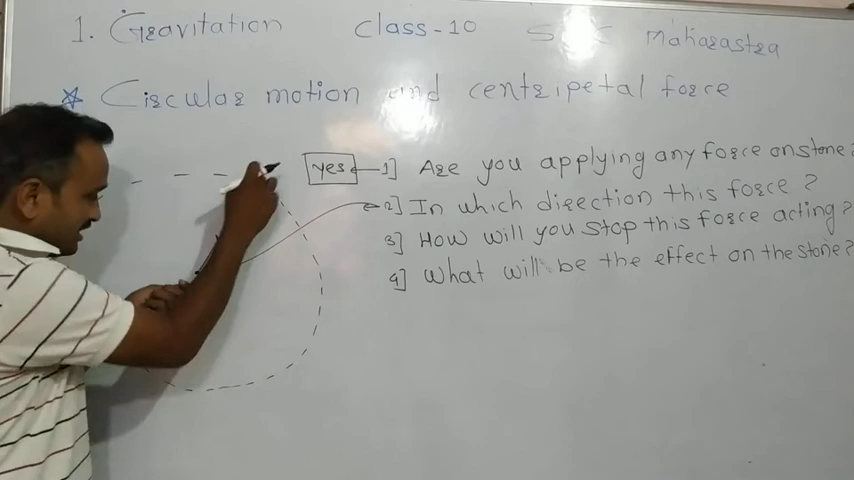 1. Gravitation class-10 Maharastra
* Circular motion and centripetal force
yes 1] Are you applying any force on stone?
2] In which direction this force ?
3] How will you stop this force acting?
4] What will be the effect on the stone?